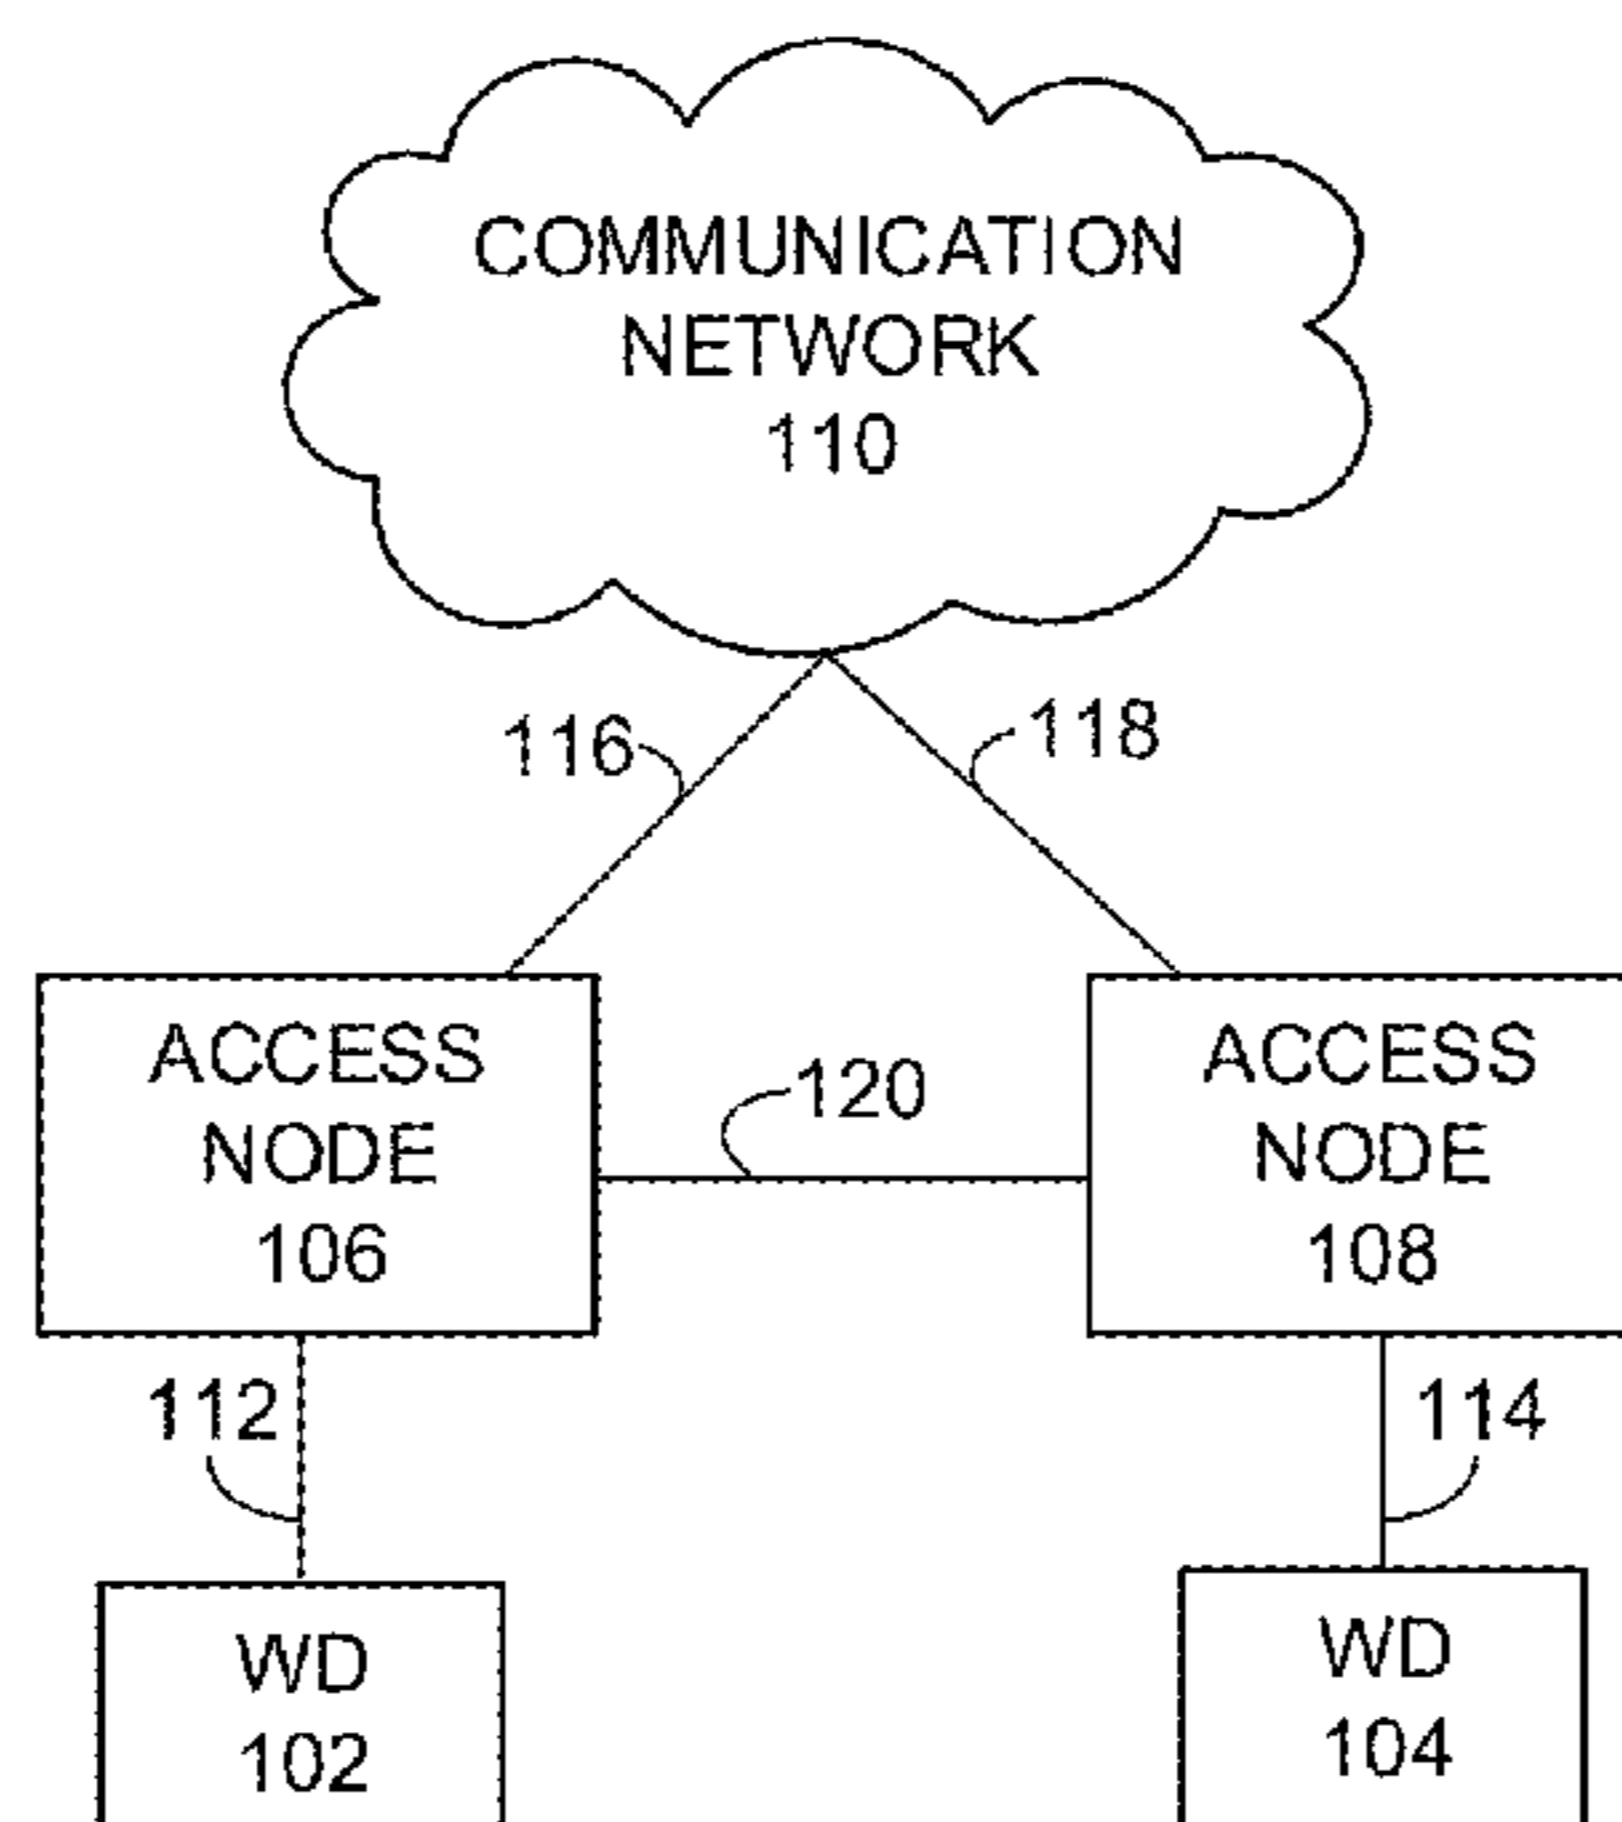 COMMUNICATION
NETWORK
110
116
118
ACCESS
NODE
106
120
ACCESS
NODE
108
112
114
WD
102
WD
104